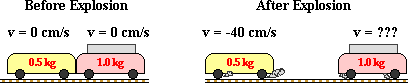 Before Explosion After Explosion
v = 0 cm/s v = 0 cm/s v = -40 cm/s v = ???
0.5 kg 1.0 kg 0.5 kg 1.0 kg